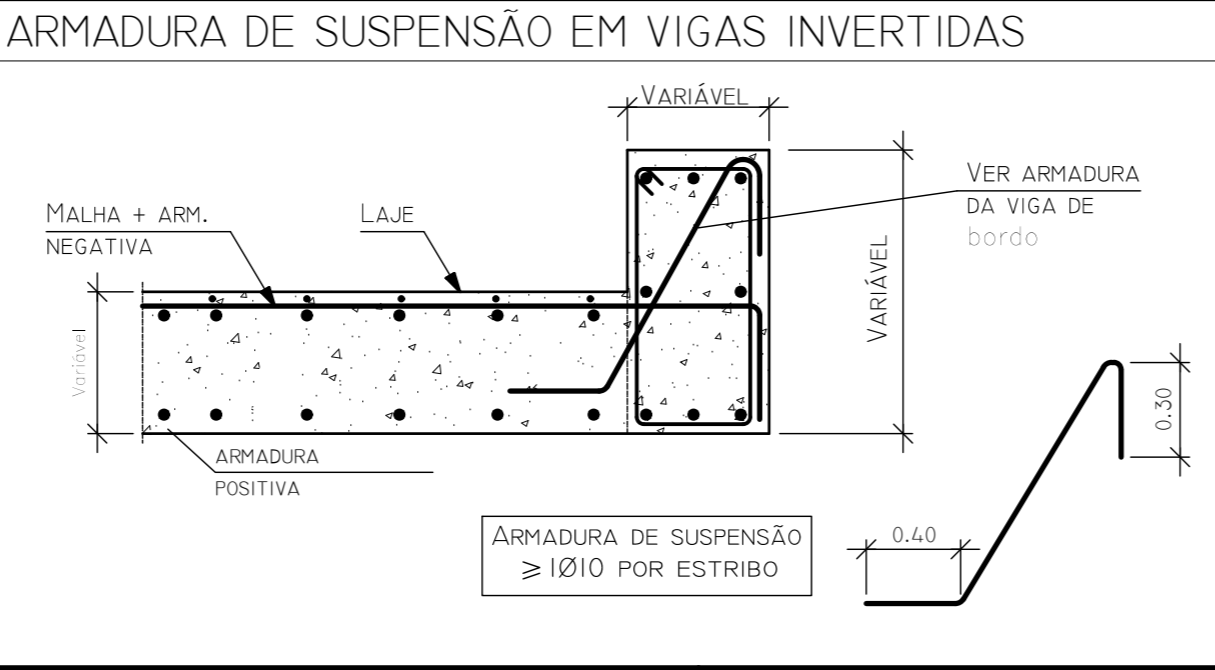 ARMADURA DE SUSPENSÃO EM VIGAS INVERTIDAS
VARIÁVEL
VER ARMADURA
DA VIGA DE
bordo
MALHA + ARM.
NEGATIVA
LAJE
VARIÁVEL
Variável
0.30
ARMADURA
POSITIVA
ARMADURA DE SUSPENSÃO
≥ 1Ø10 POR ESTRIBO
0.40